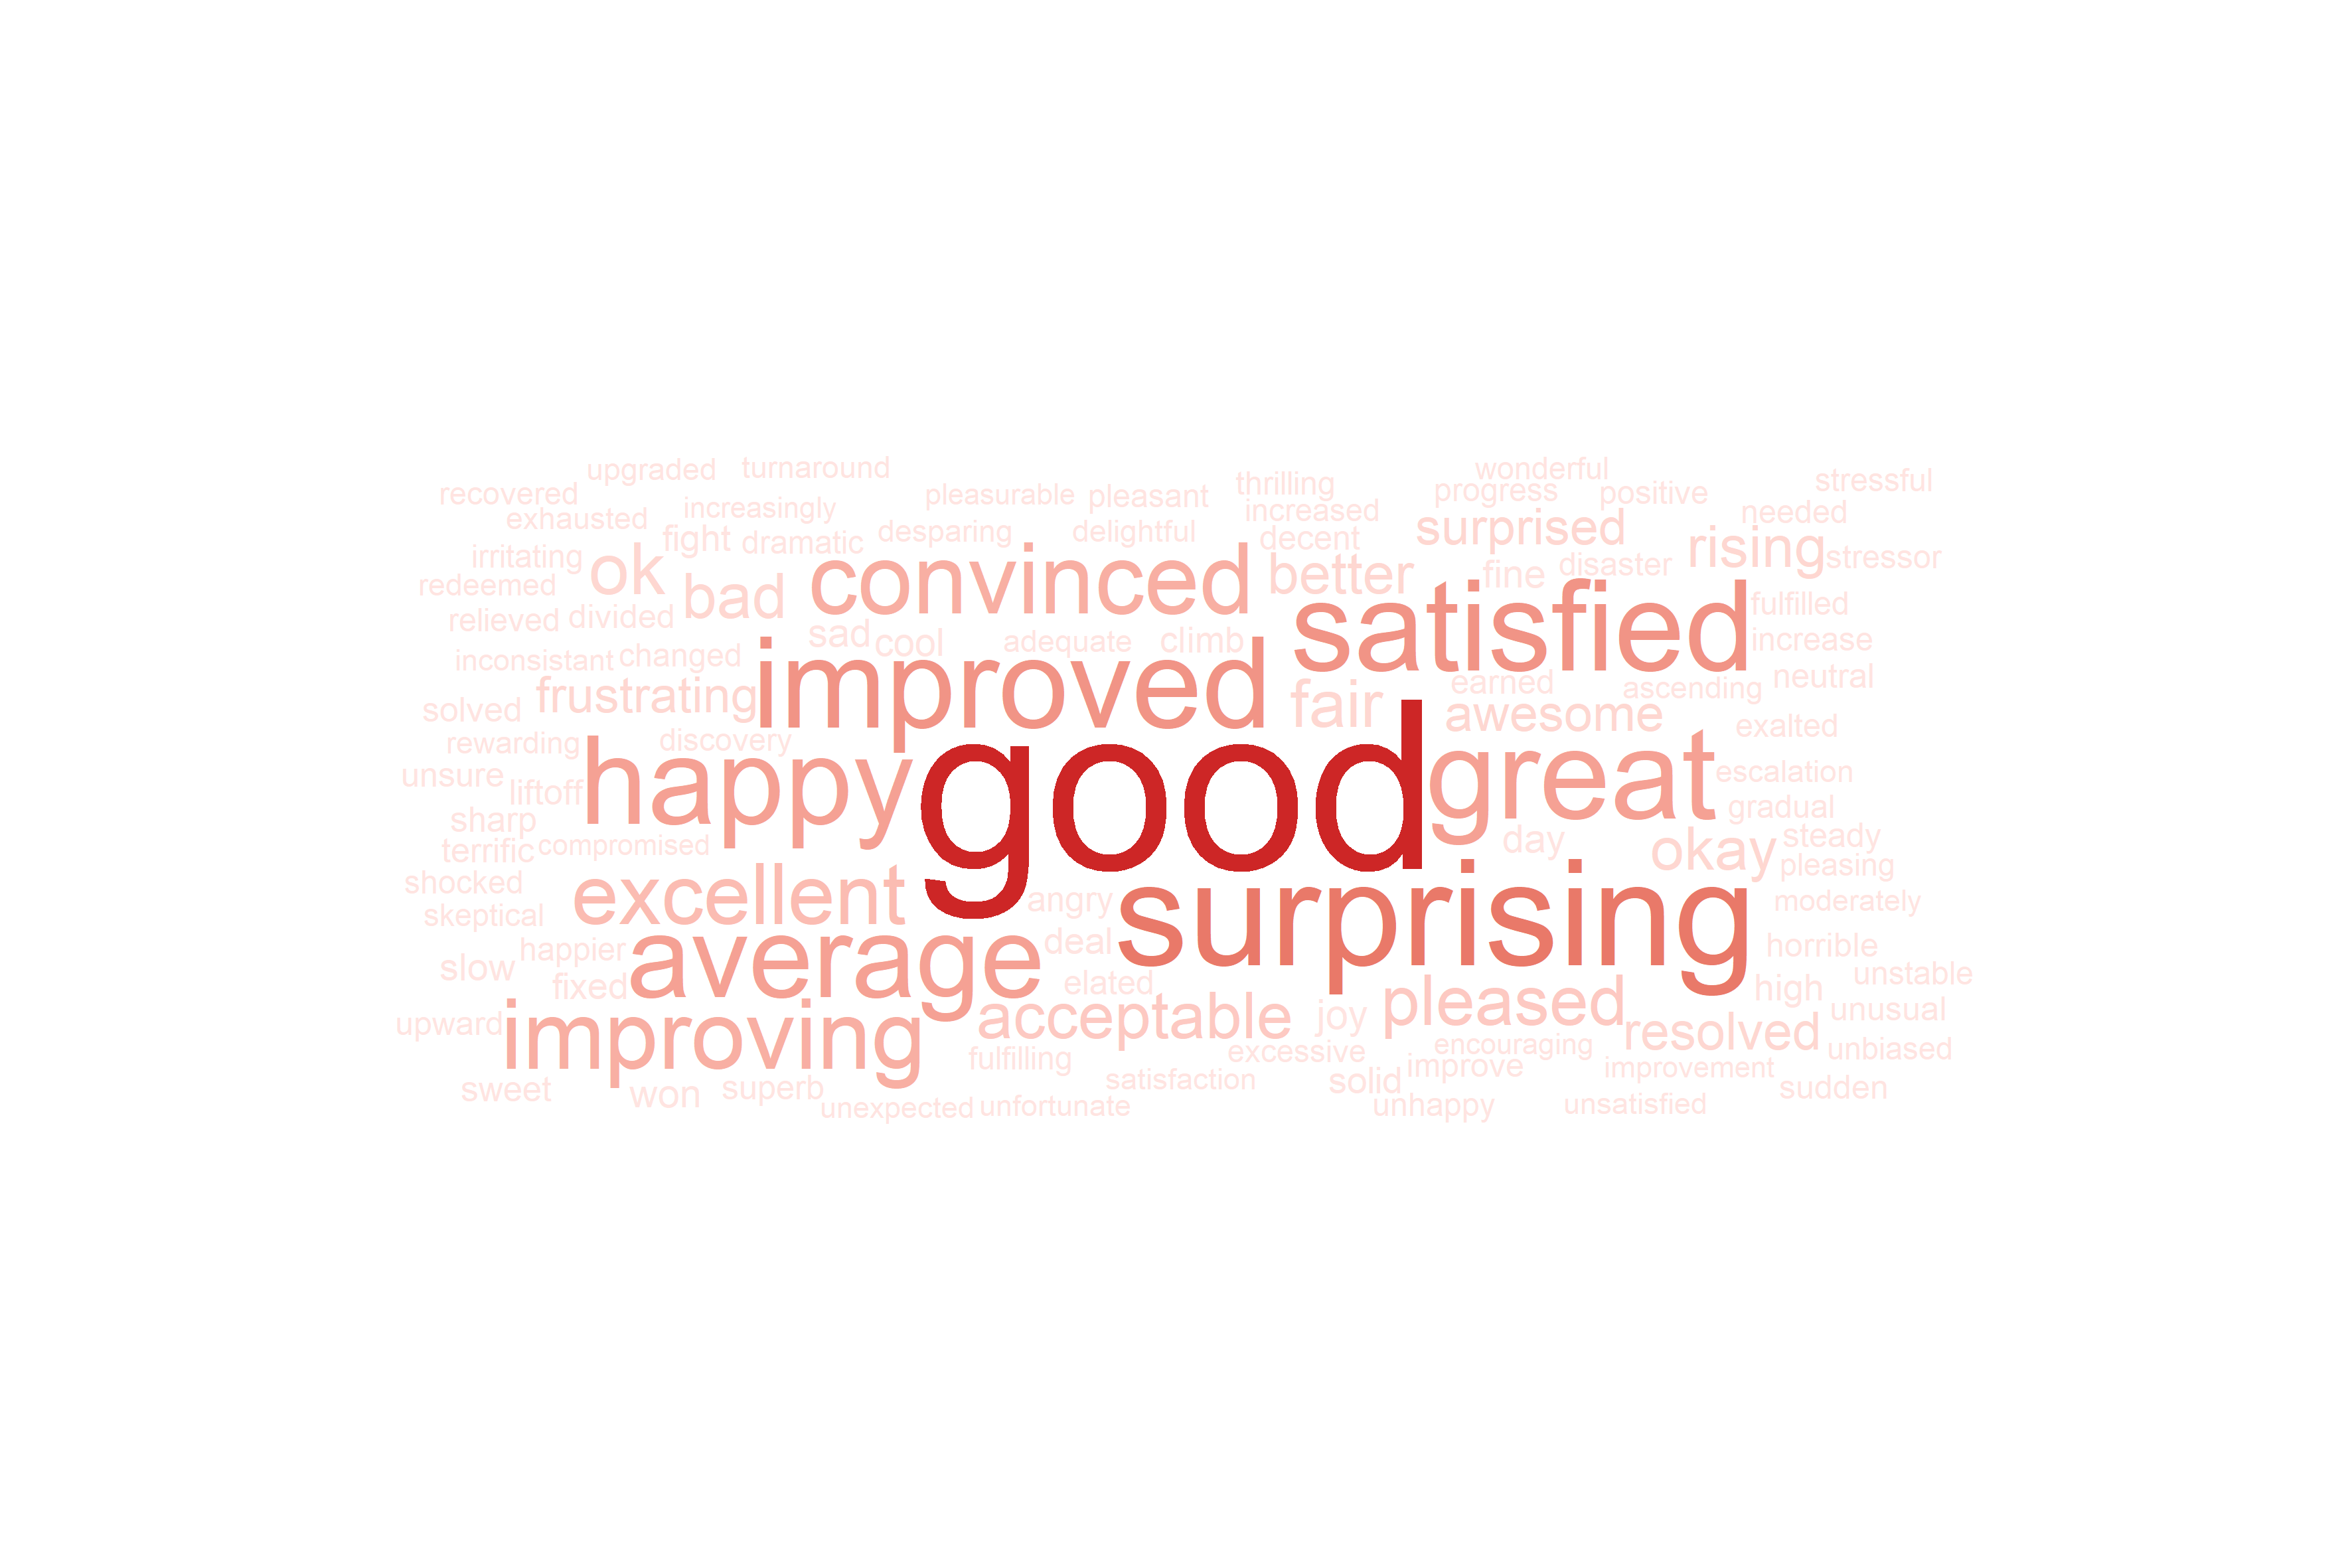 upgraded
turnaround
recovered
exhausted
increasingly
pleasurable
pleasant
thrilling
increased
wonderful
progress
positive
stressful
needed
irritating
fight
dramatic
desparing
delightful
decent
surprised
rising
stressor
redeemed
ok
bad
convinced
better
fine
disaster
relieved
divided
satisfied
fulfilled
increase
inconsistant
changed
sad
cool
adequate
climb
neutral
solved
frustrating
improved
fair
earned
ascending
awesome
exalted
rewarding
discovery
unsure
liftoff
happy
good
great
escalation
gradual
sharp
terrific
compromised
day
okay
steady
pleasing
shocked
skeptical
excellent
angry
surprising
moderately
happier
slow
fixed
average
deal
elated
horrible
unstable
high
unusual
upward
improving
acceptable
joy
pleased
resolved
unbiased
fulfilling
excessive
encouraging
improve
improvement
sweet
won
superb
satisfaction
solid
sudden
unexpected
unfortunate
unhappy
unsatisfied